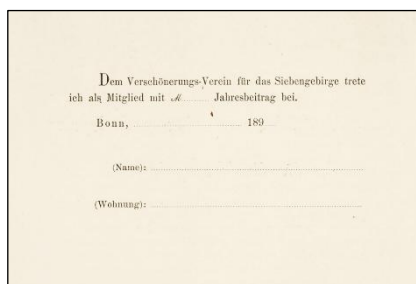 Dem Verschönerungs-Verein für das Siebengebirge trete
ich als Mitglied mit M. Jahresbeitrag bei.
Bonn, 189
(Name):
(Wohnung):